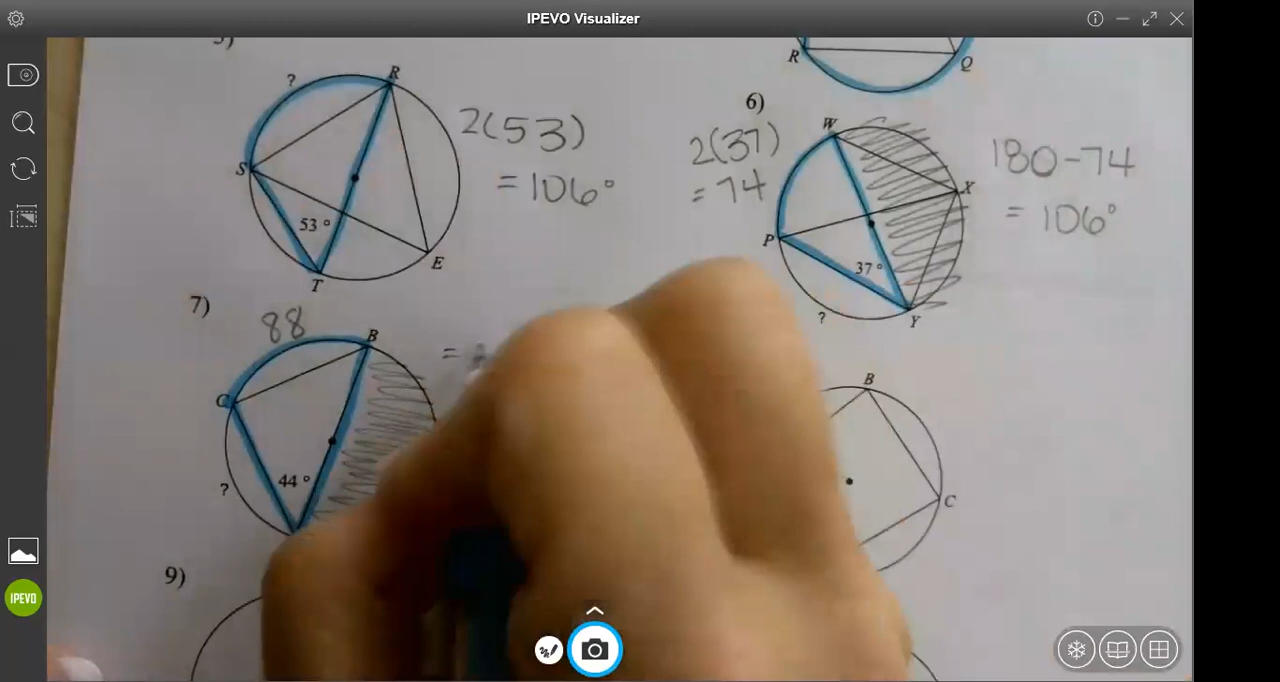 IPEVO Visualizer
R
Q
?
R
S
53 °
T
E
2(53)
= 106°
6)
2(37)
= 74
W
X
P
37°
?
Y
180-74
= 106°
7)
88
B
C
44 °
?
=
B
C
9)
IPEVO